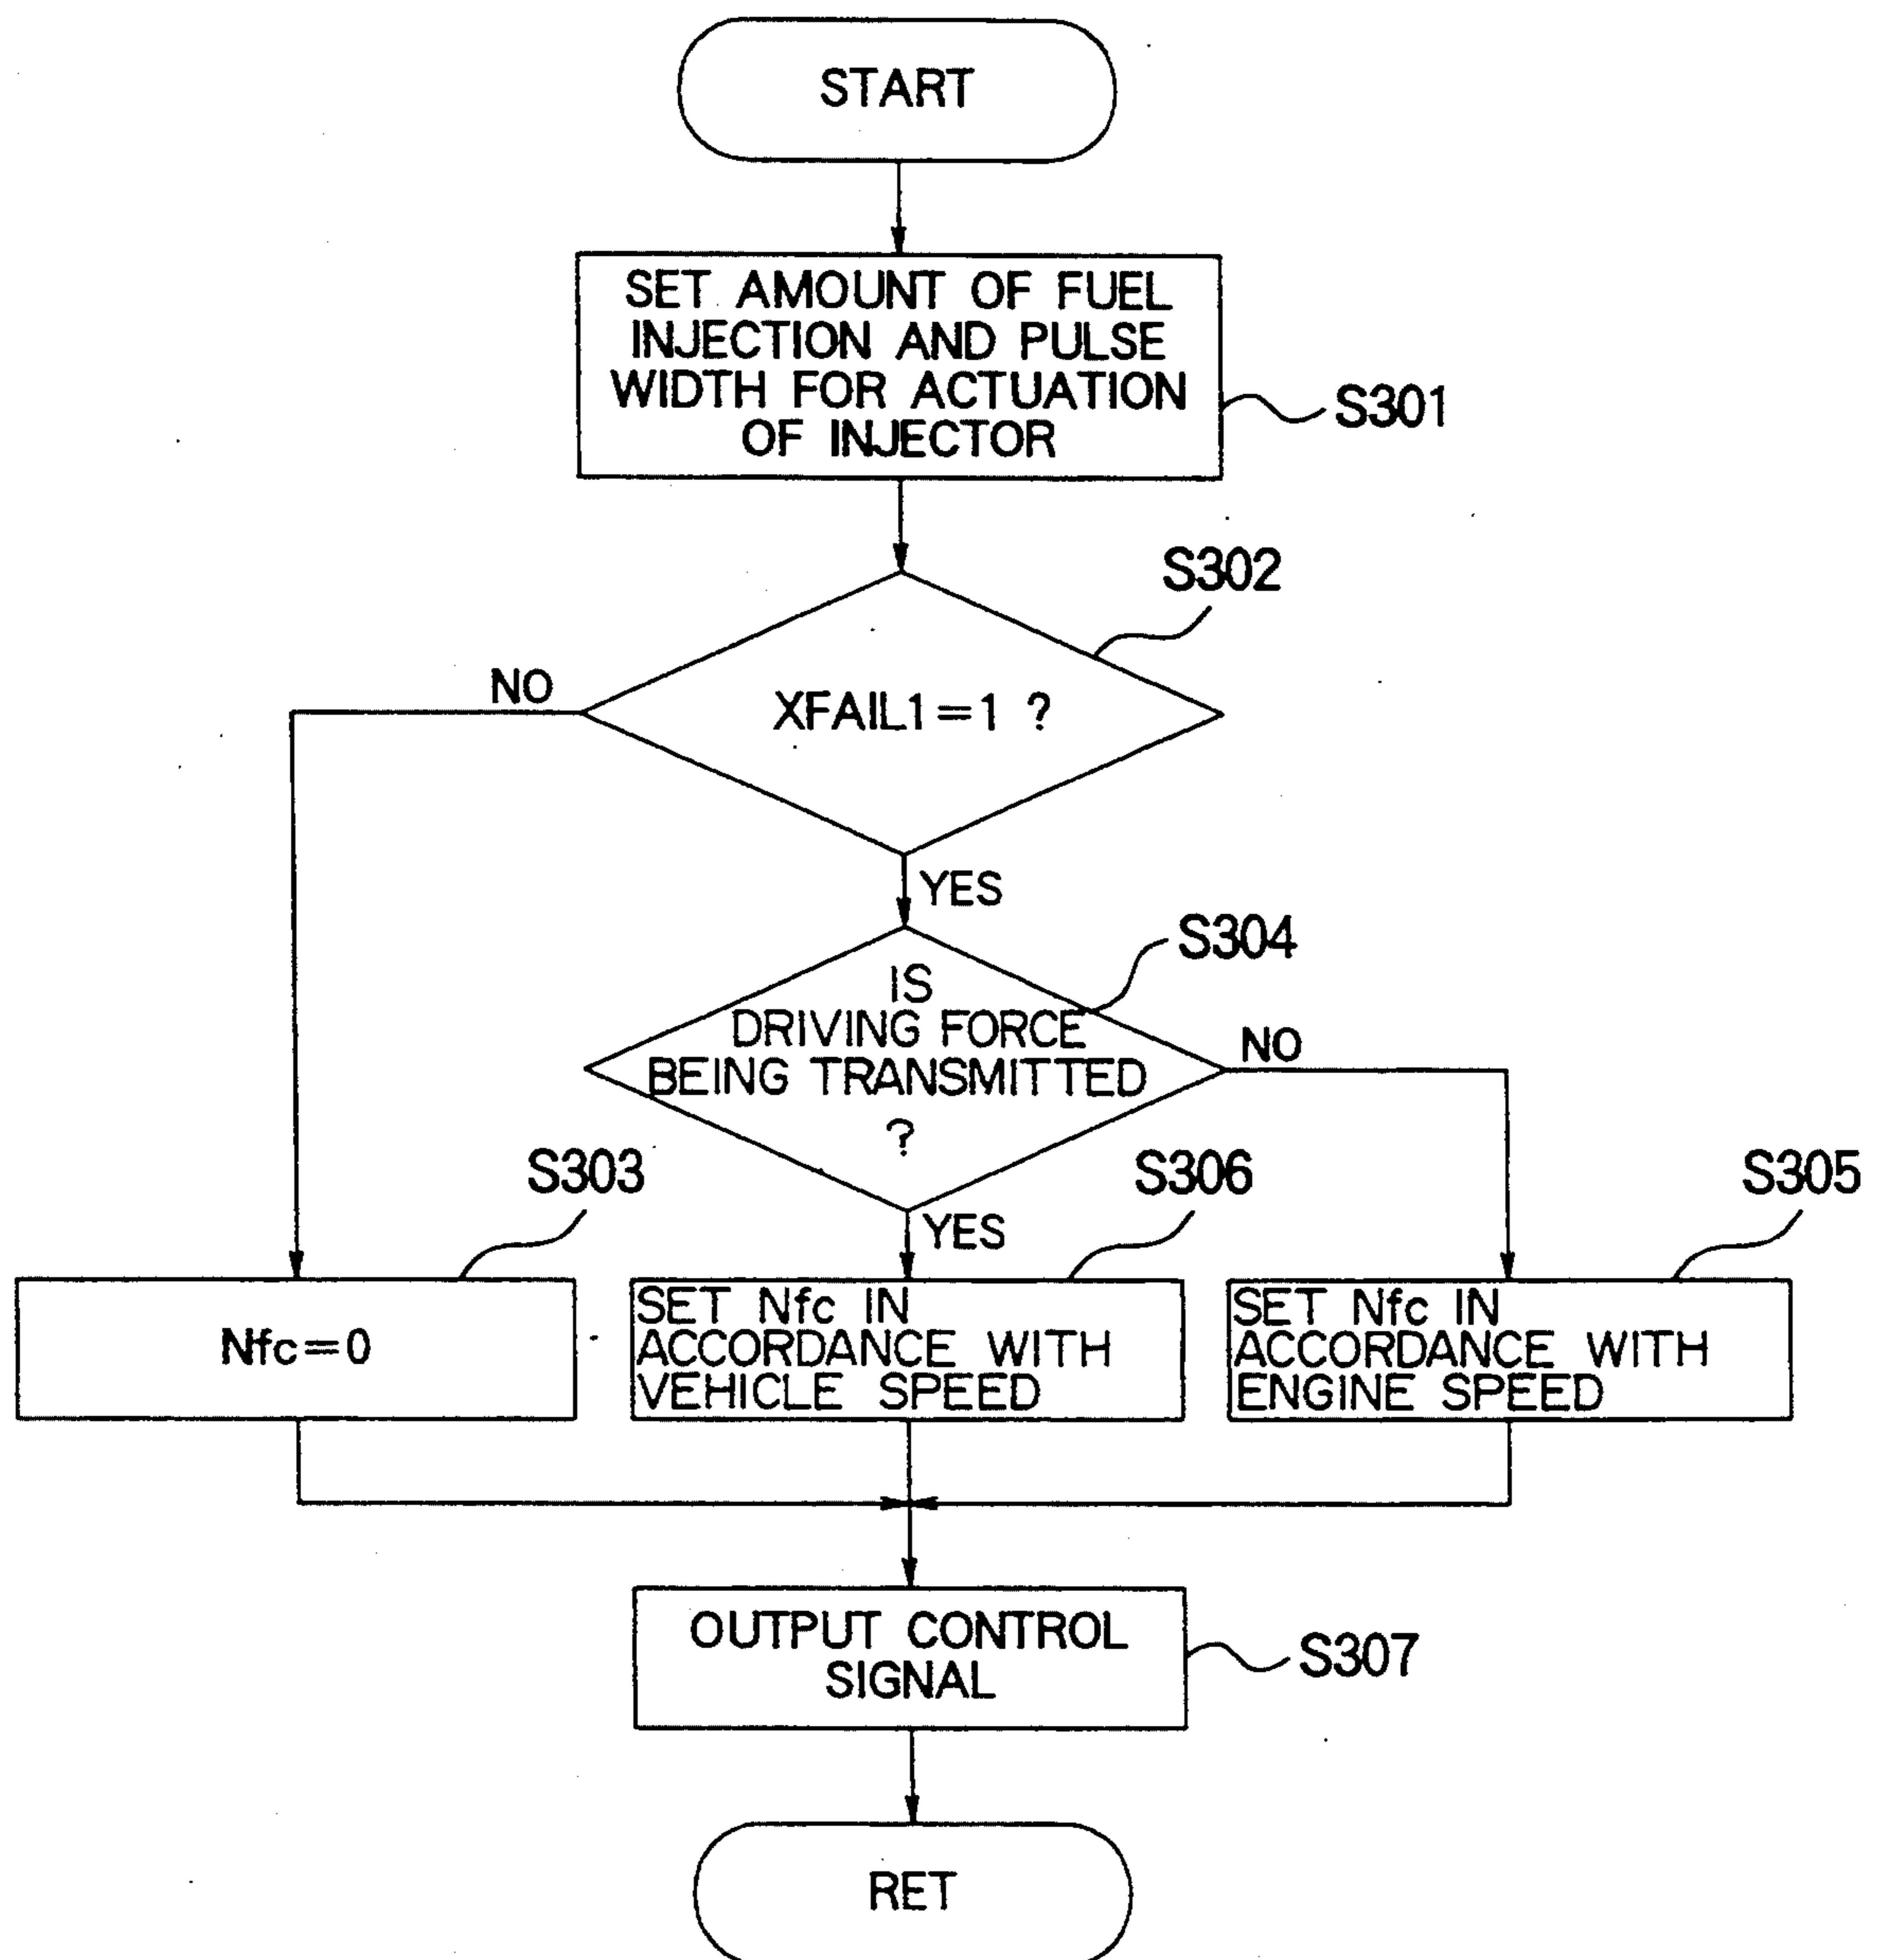 START
SET AMOUNT OF FUEL
INJECTION AND PULSE
WIDTH FOR ACTUATION
OF INJECTOR
S301
S302
NO
XFAIL1=1 ?
YES
S304
IS
DRIVING FORCE
BEING TRANSMITTED
?
NO
YES
S303
S306
S305
Nfc=0
SET Nfc IN
ACCORDANCE WITH
VEHICLE SPEED
SET Nfc IN
ACCORDANCE WITH
ENGINE SPEED
OUTPUT CONTROL
SIGNAL
S307
RET